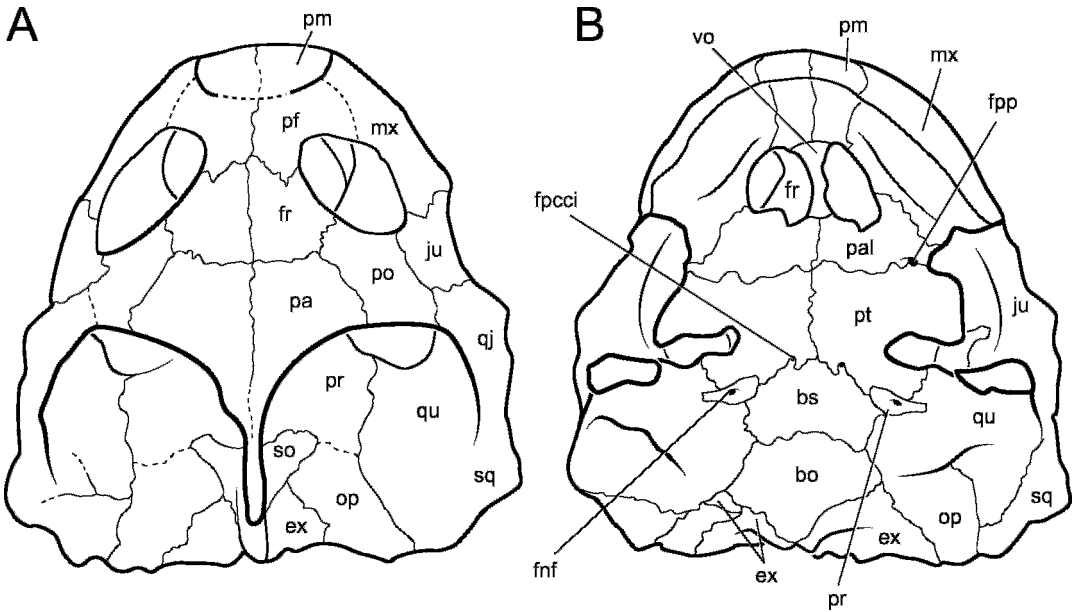 A
pm
pf
mx
fr
ju
po
pa
qj
pr
qu
so
sq
op
ex
B
vo
pm
mx
fpp
fr
fpcci
pal
pt
ju
bs
qu
bo
sq
op
ex
fnf
ex
pr